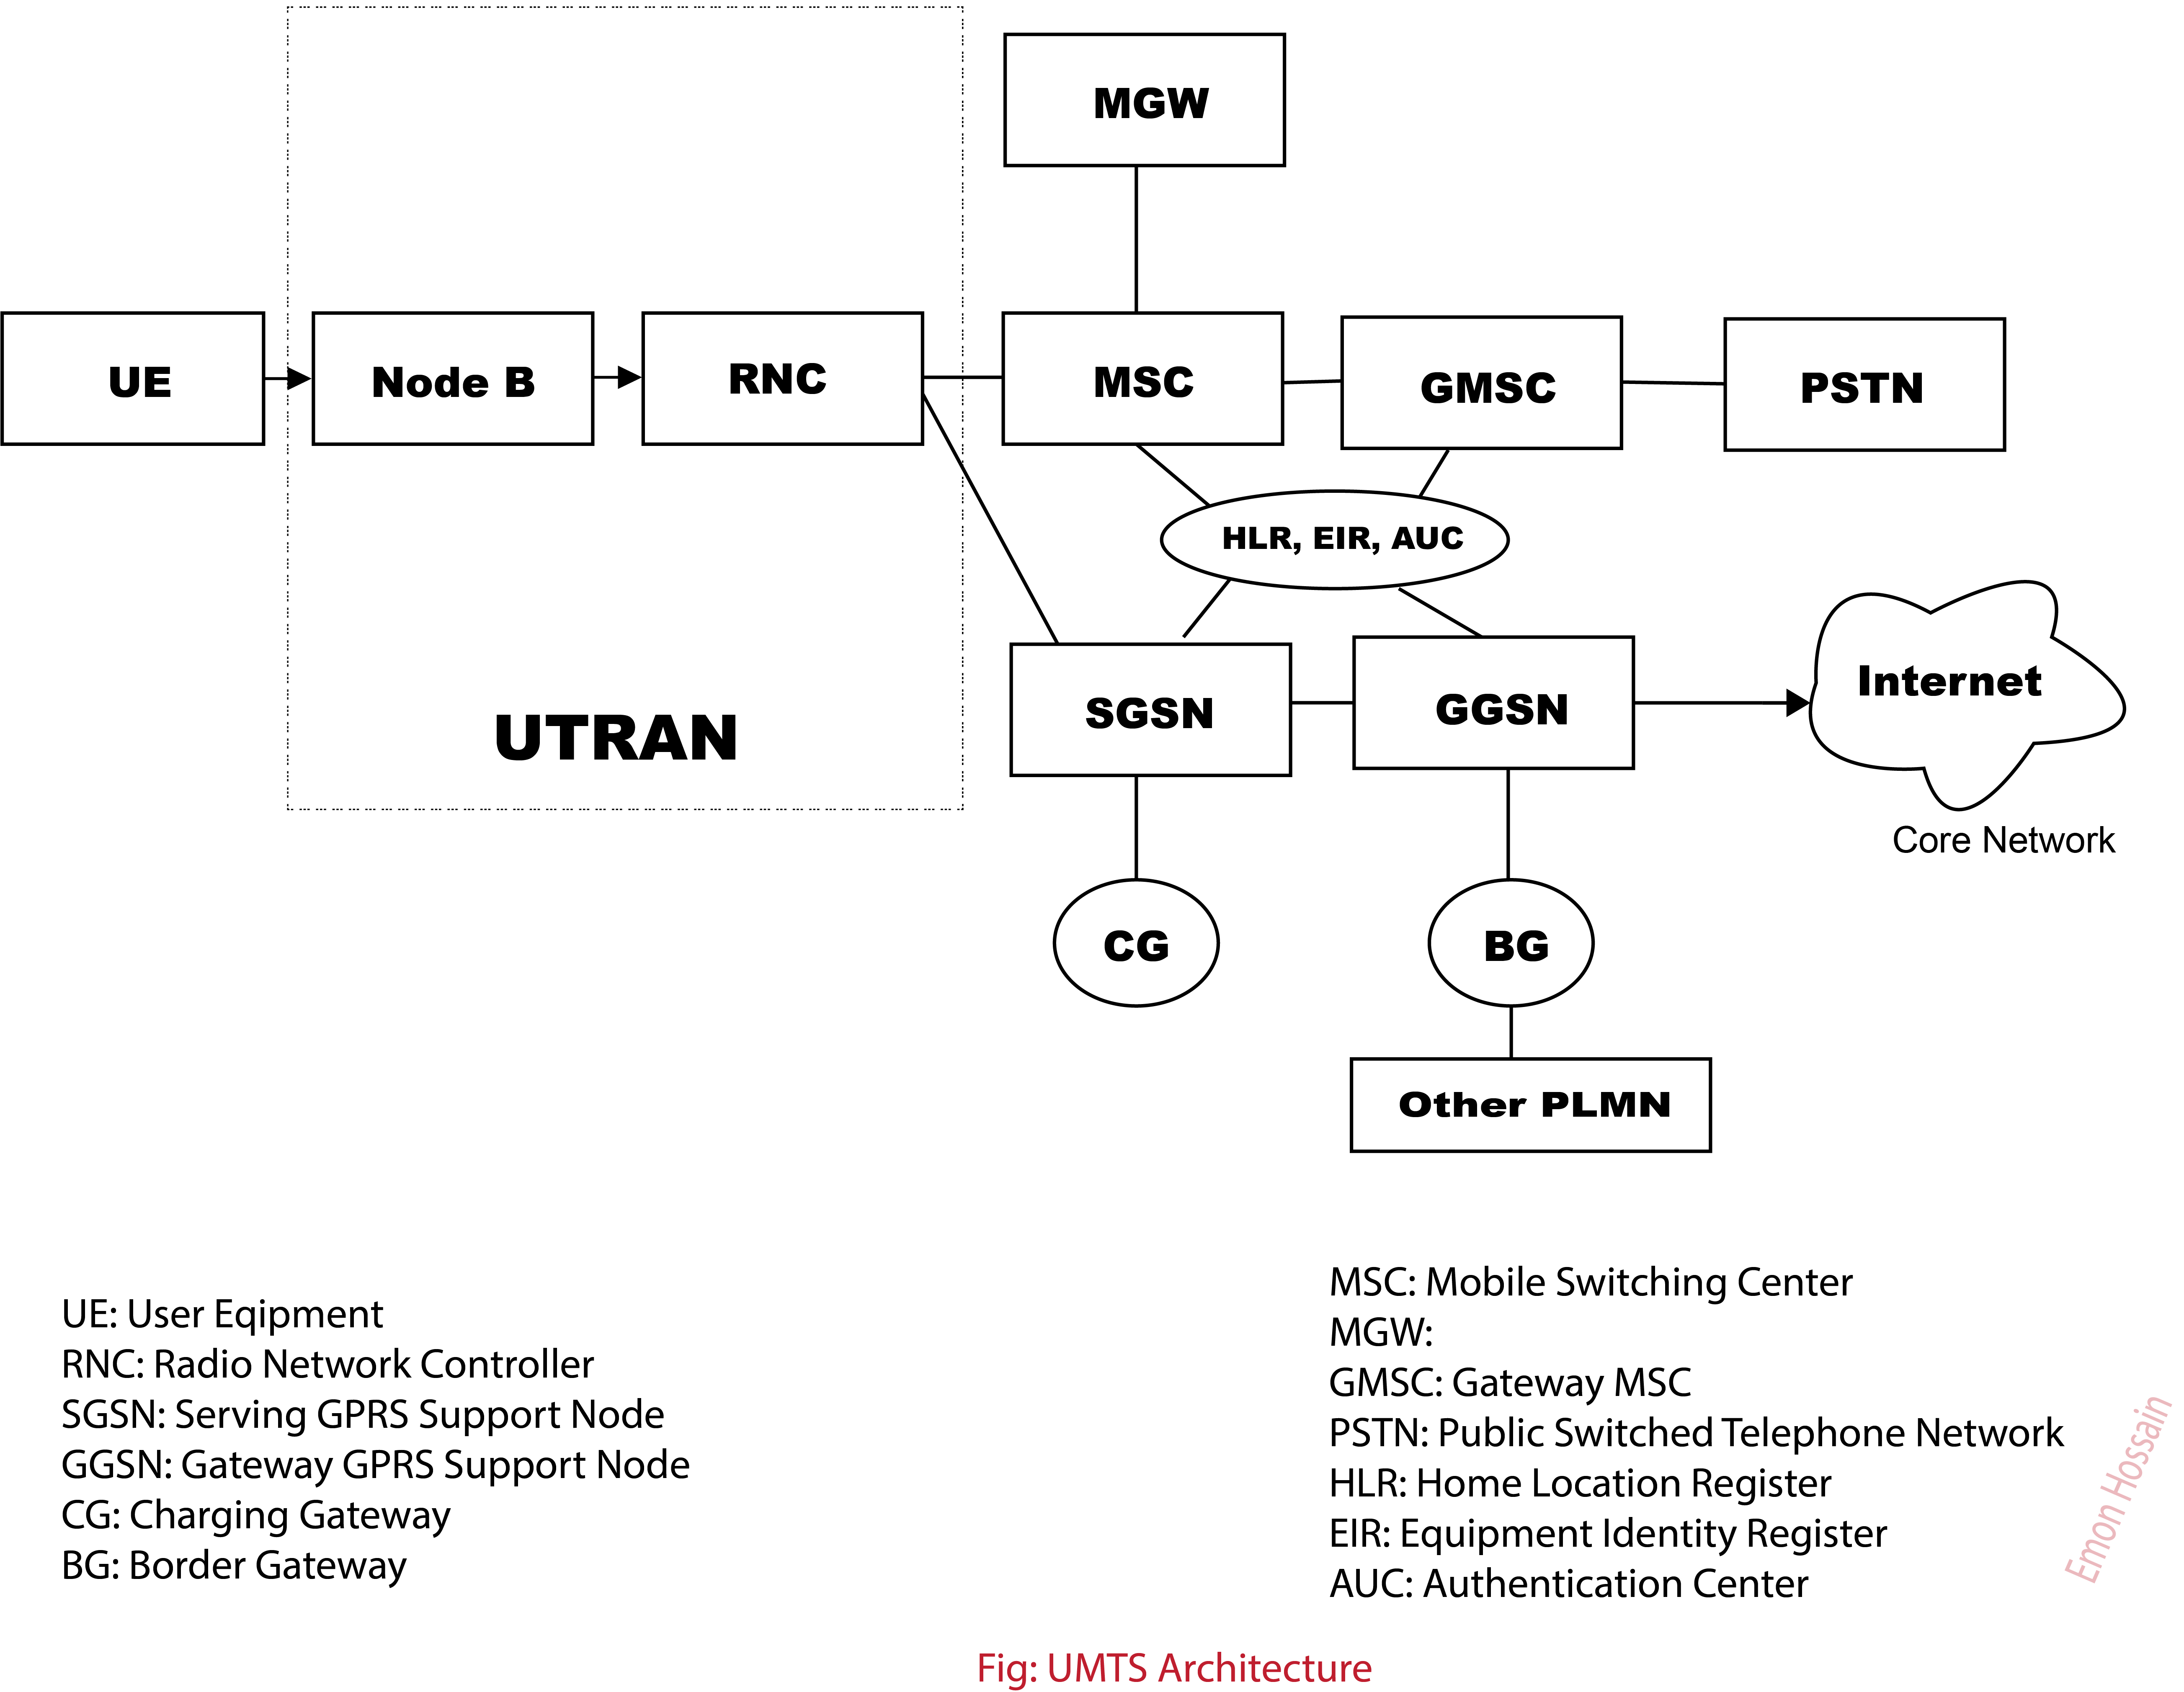 MGW
UE
Node B
RNC
MSC
GMSC
PSTN
HLR, EIR, AUC
Internet
SGSN
GGSN
UTRAN
Core Network
CG
BG
Other PLMN
UE: User Eqipment
RNC: Radio Network Controller
SGSN: Serving GPRS Support Node
GGSN: Gateway GPRS Support Node
CG: Charging Gateway
BG: Border Gateway
MSC: Mobile Switching Center
MGW:
GMSC: Gateway MSC
PSTN: Public Switched Telephone Network
HLR: Home Location Register
EIR: Equipment Identity Register
AUC: Authentication Center
Emon Hossain
Fig: UMTS Architecture